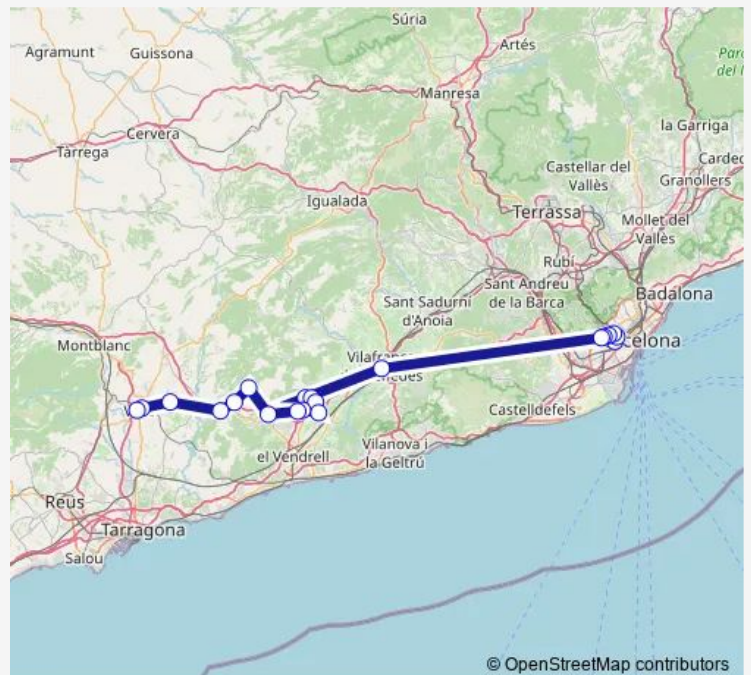 Súria
Agramunt
Guissona
Artés
Manresa
Cervera
la Garriga
Tàrrega
Castellar del
Vallès
Granollers
Igualada
Terrassa
Mollet del
Vallès
Rubí
Sant Andreu
de la Barca
Badalona
Sant Sadurní
d'Anoia
Montblanc
Castelldefels
Vilanova i
la Geltrú
el Vendrell
Reus
Tarragona
Salou
© OpenStreetMap contributors